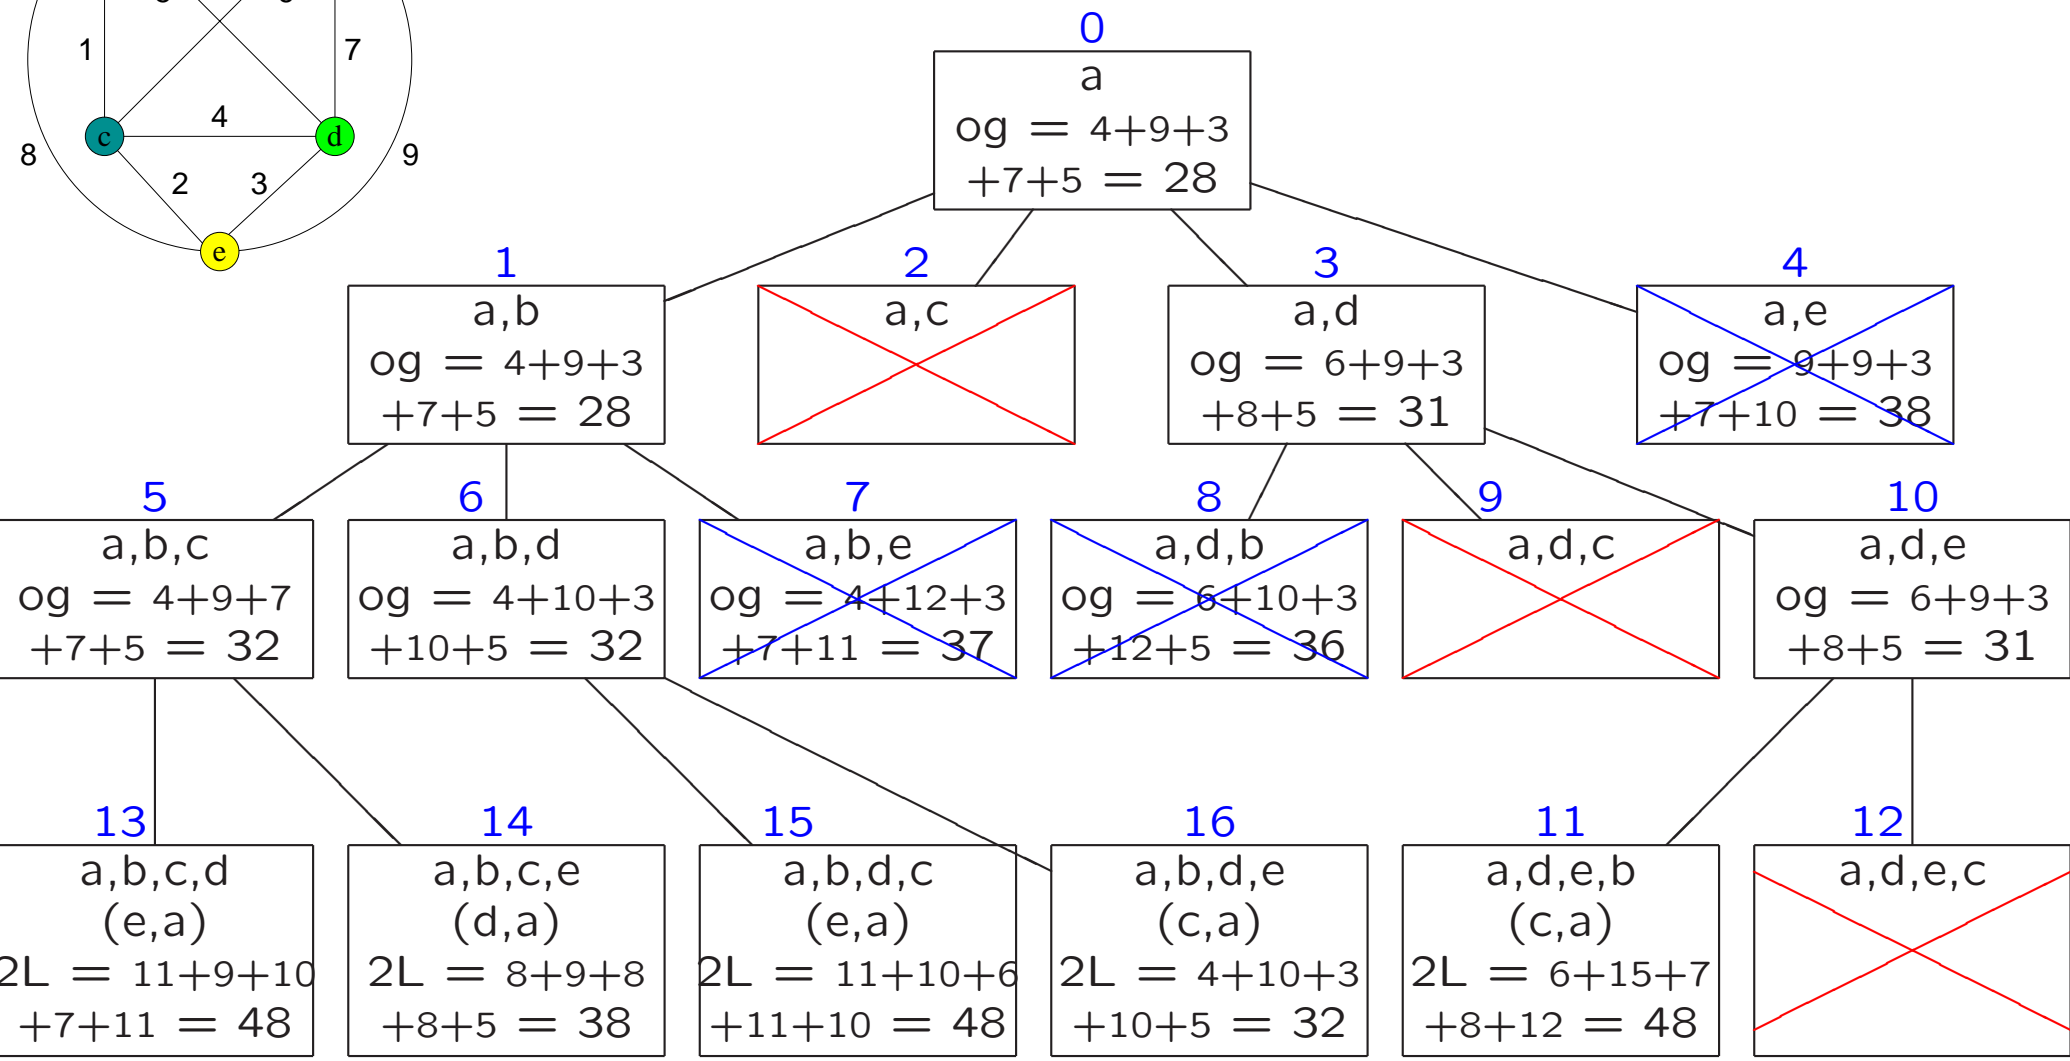 1
7
4
c
d
8
9
2
3
e
0
a
og = 4+9+3
+7+5 = 28
1
a,b
og = 4+9+3
+7+5 = 28
2
a,c
3
a,d
og = 6+9+3
+8+5 = 31
4
a,e
og = 9+9+3
+7+10 = 38
5
a,b,c
og = 4+9+7
+7+5 = 32
6
a,b,d
og = 4+10+3
+10+5 = 32
7
a,b,e
og = 4+12+3
+7+11 = 37
8
a,d,b
og = 6+10+3
+12+5 = 36
9
a,d,c
10
a,d,e
og = 6+9+3
+8+5 = 31
13
a,b,c,d
(e,a)
2L = 11+9+10
+7+11 = 48
14
a,b,c,e
(d,a)
2L = 8+9+8
+8+5 = 38
15
a,b,d,c
(e,a)
2L = 11+10+6
+11+10 = 48
16
a,b,d,e
(c,a)
2L = 4+10+3
+10+5 = 32
11
a,d,e,b
(c,a)
2L = 6+15+7
+8+12 = 48
12
a,d,e,c